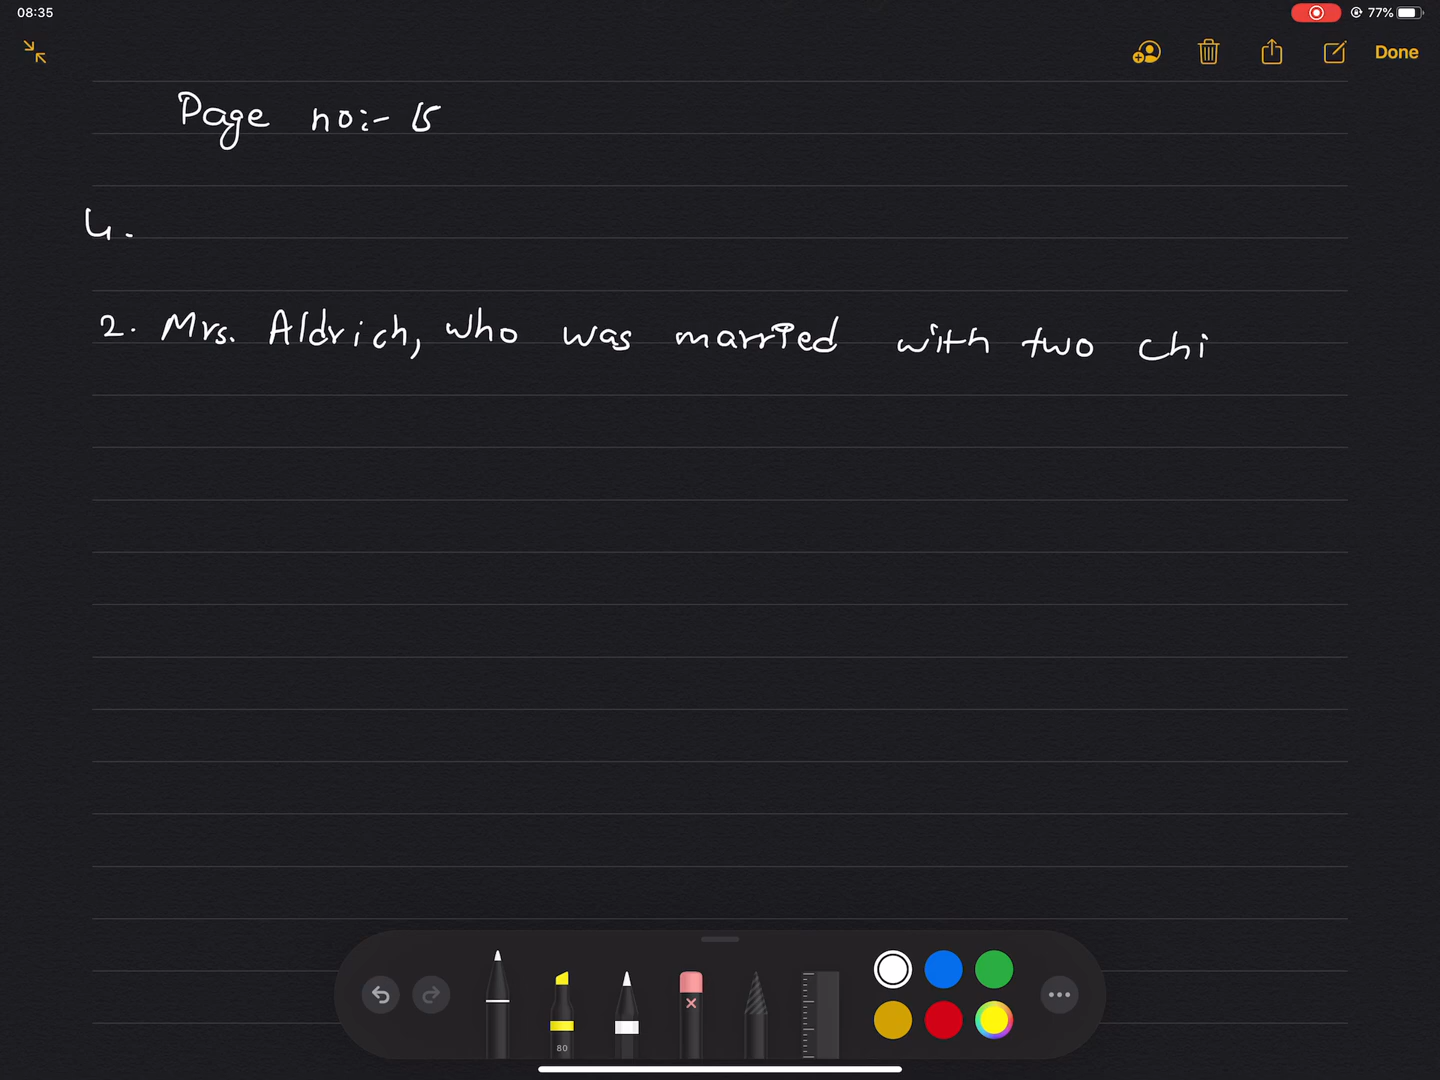 08:35
77%
Done
Page no:- 15
4.
2. Mrs. Aldrich, who was married with two chi
80